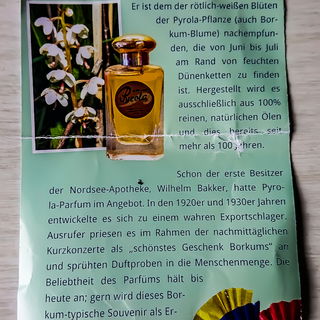 Er ist dem der rötlich-weißen Blüten
der Pyrola-Pflanze (auch Bor-
kum-Blume) nachempfun-
den, die von Juni bis Juli
am Rand von feuchten
Dünenketten zu finden
ist. Hergestellt wird es
ausschließlich aus 100%
reinen, natürlichen Ölen
und dies bereits seit
mehr als 100 Jahren.
Pyrola
Schon der erste Besitzer
der Nordsee-Apotheke, Wilhelm Bakker, hatte Pyro-
la-Parfum im Angebot. In den 1920er und 1930er Jahren
entwickelte es sich zu einem wahren Exportschlager.
Ausrufer priesen es im Rahmen der nachmittäglichen
Kurzkonzerte als „schönstes Geschenk Borkums" an
und sprühten Duftproben in die Menschenmenge. Die
Beliebtheit des Parfüms hält bis
heute an; gern wird dieses Bor-
kum-typische Souvenir als Er-